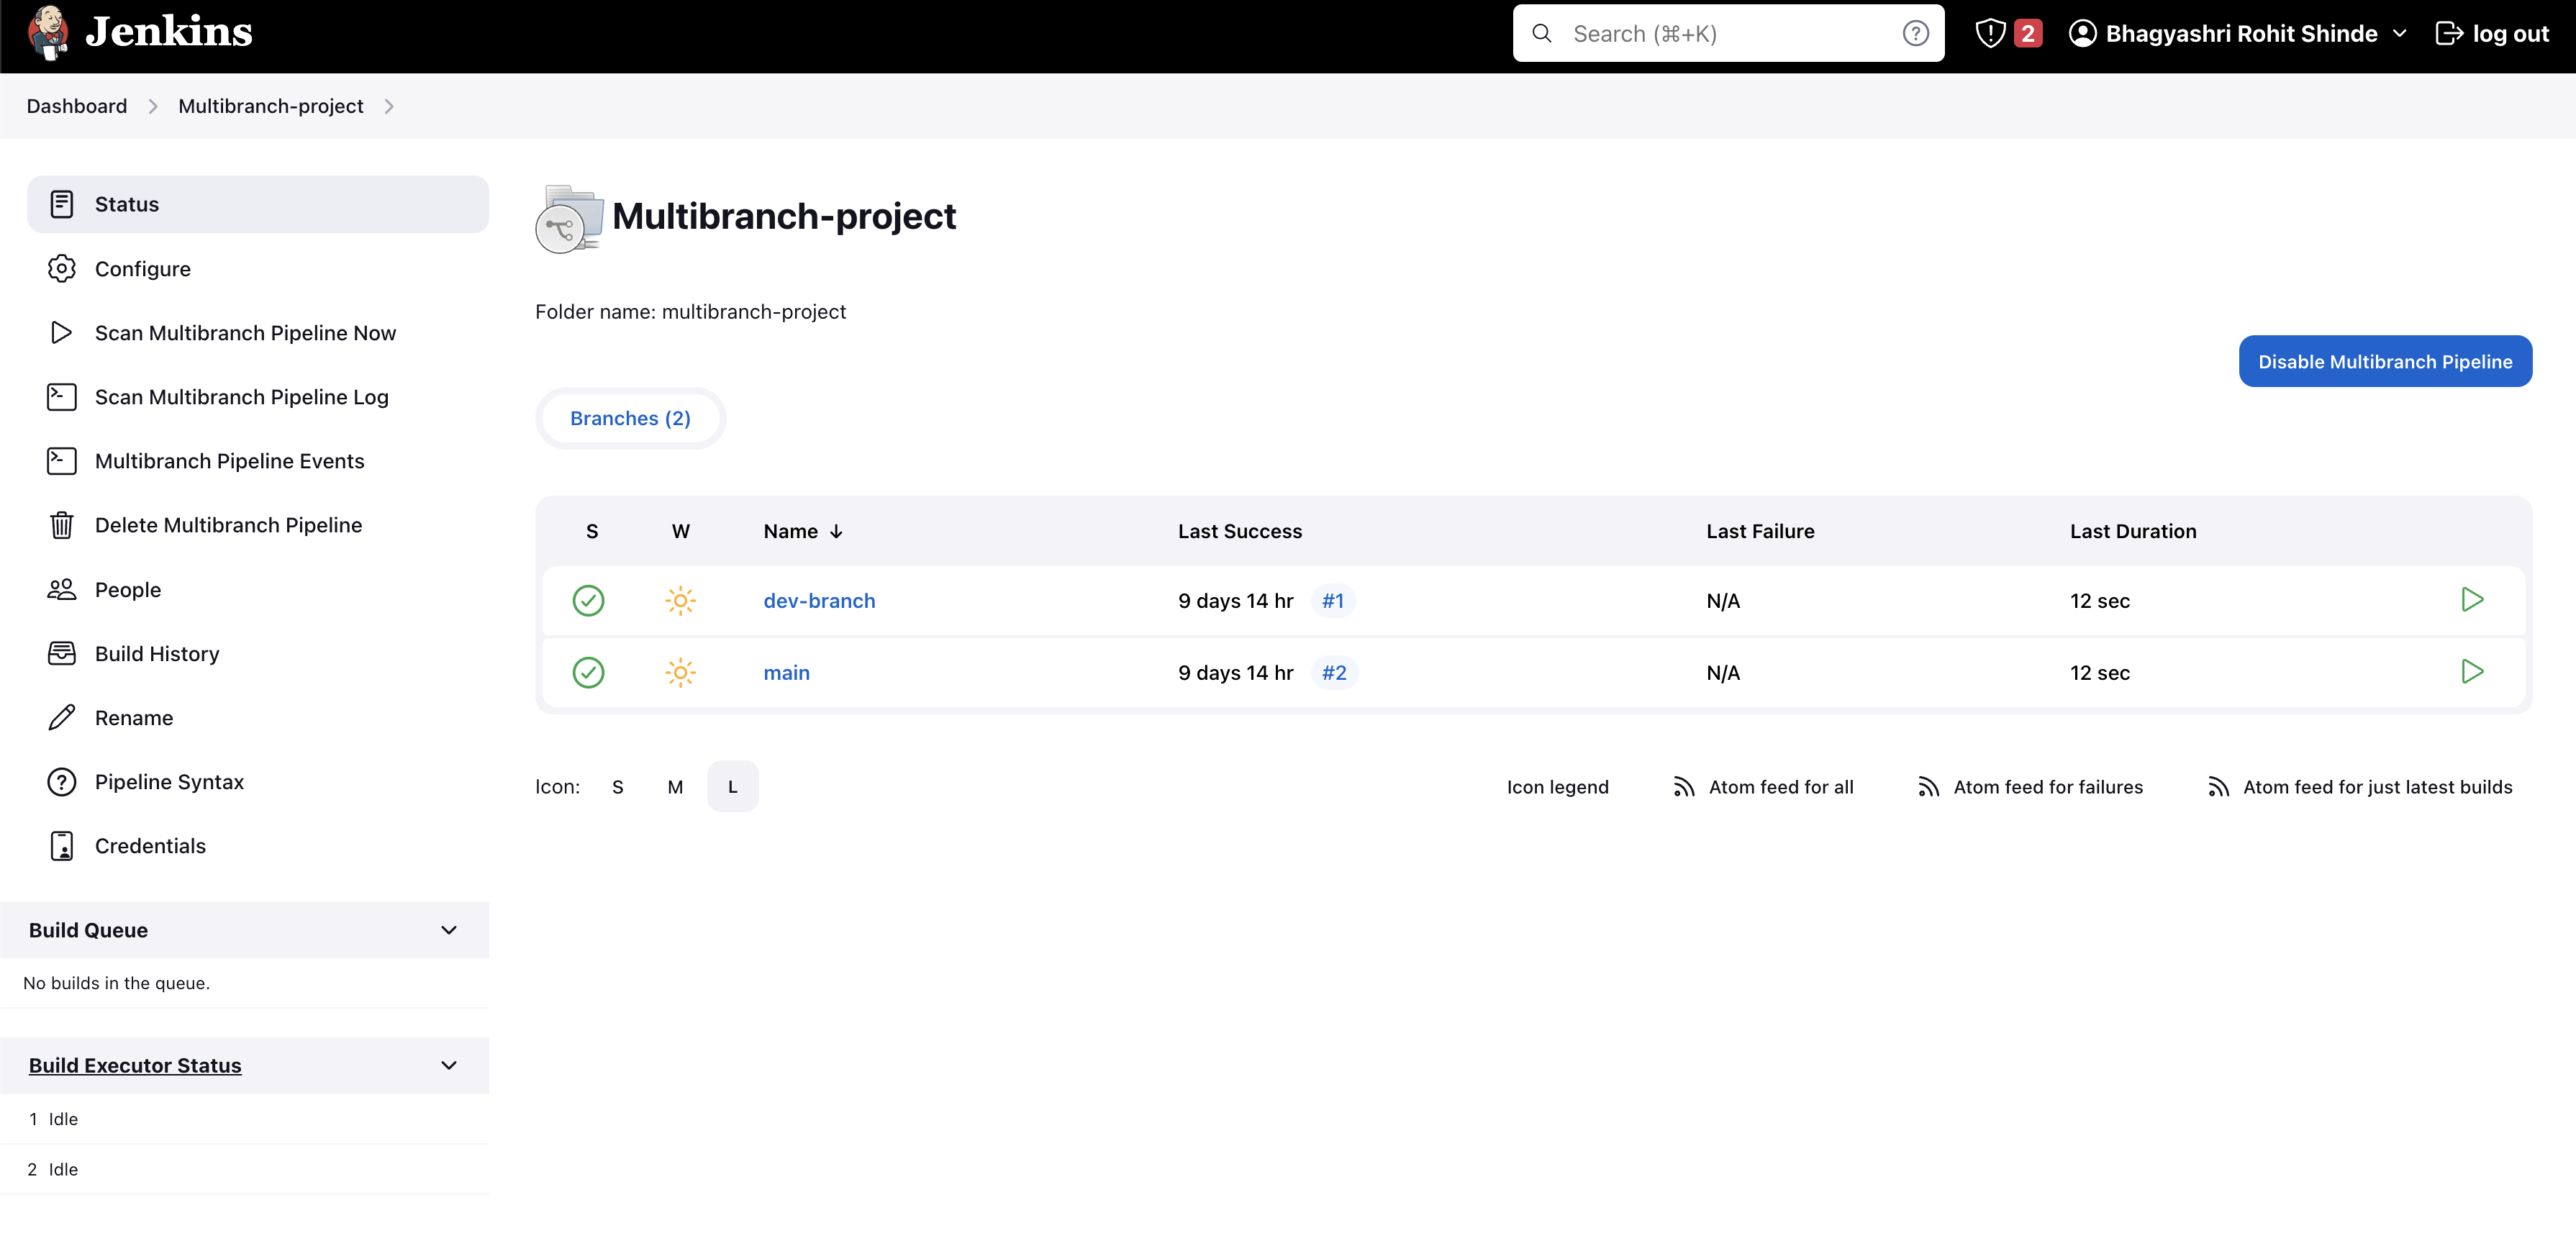 Jenkins
Search (⌘+K)
2
Bhagyashri Rohit Shinde
log out
Dashboard
Multibranch-project
Status
Configure
Scan Multibranch Pipeline Now
Scan Multibranch Pipeline Log
Multibranch Pipeline Events
Delete Multibranch Pipeline
People
Build History
Rename
Pipeline Syntax
Credentials
Build Queue
No builds in the queue.
Build Executor Status
1 Idle
2 Idle
Multibranch-project
Folder name: multibranch-project
Disable Multibranch Pipeline
Branches (2)
S W Name ↓ Last Success Last Failure Last Duration
dev-branch 9 days 14 hr #1 N/A 12 sec
main 9 days 14 hr #2 N/A 12 sec
Icon: S M L
Icon legend Atom feed for all Atom feed for failures Atom feed for just latest builds